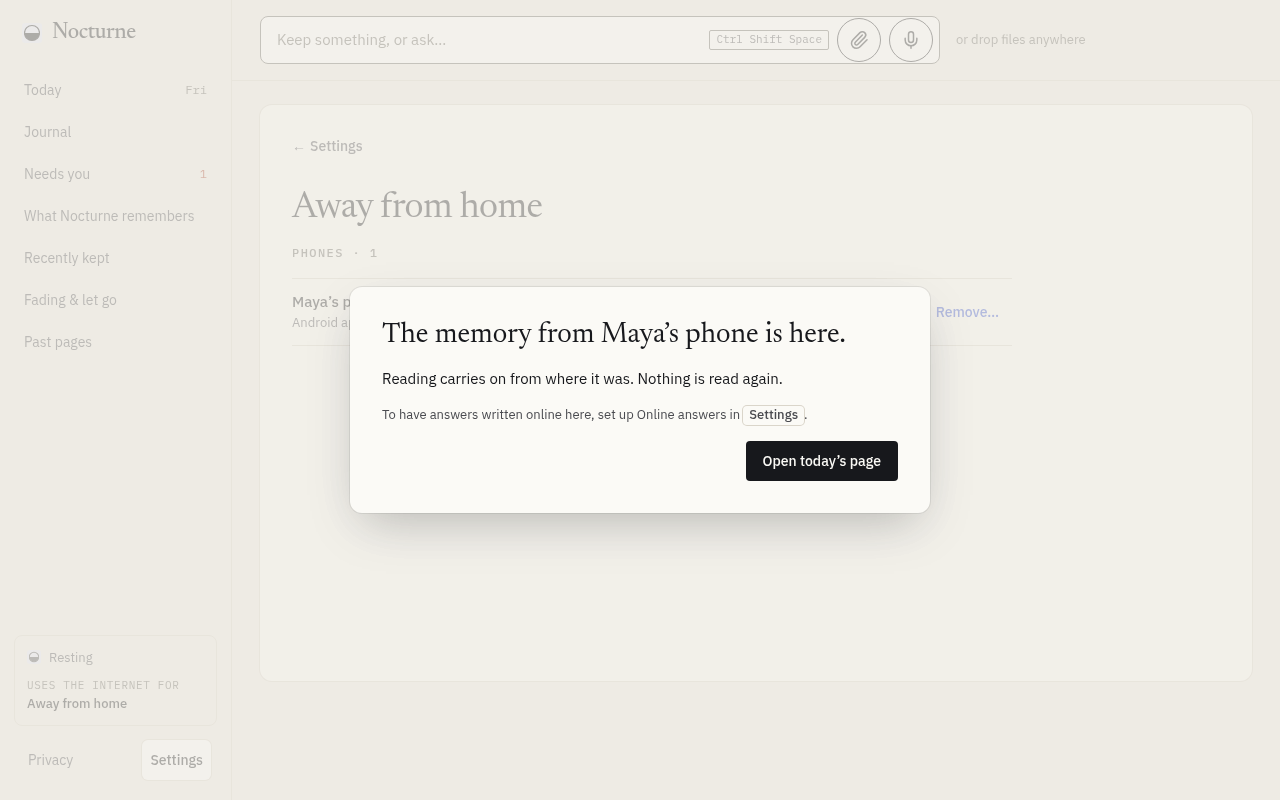 Nocturne
Keep something, or ask...
Ctrl Shift Space
or drop files anywhere
Today
Fri
Journal
Needs you
1
What Nocturne remembers
Recently kept
Fading & let go
Past pages
← Settings
Away from home
PHONES · 1
Maya’s p
Android ap
Remove...
The memory from Maya’s phone is here.
Reading carries on from where it was. Nothing is read again.
To have answers written online here, set up Online answers in Settings.
Open today’s page
Resting
USES THE INTERNET FOR
Away from home
Privacy
Settings